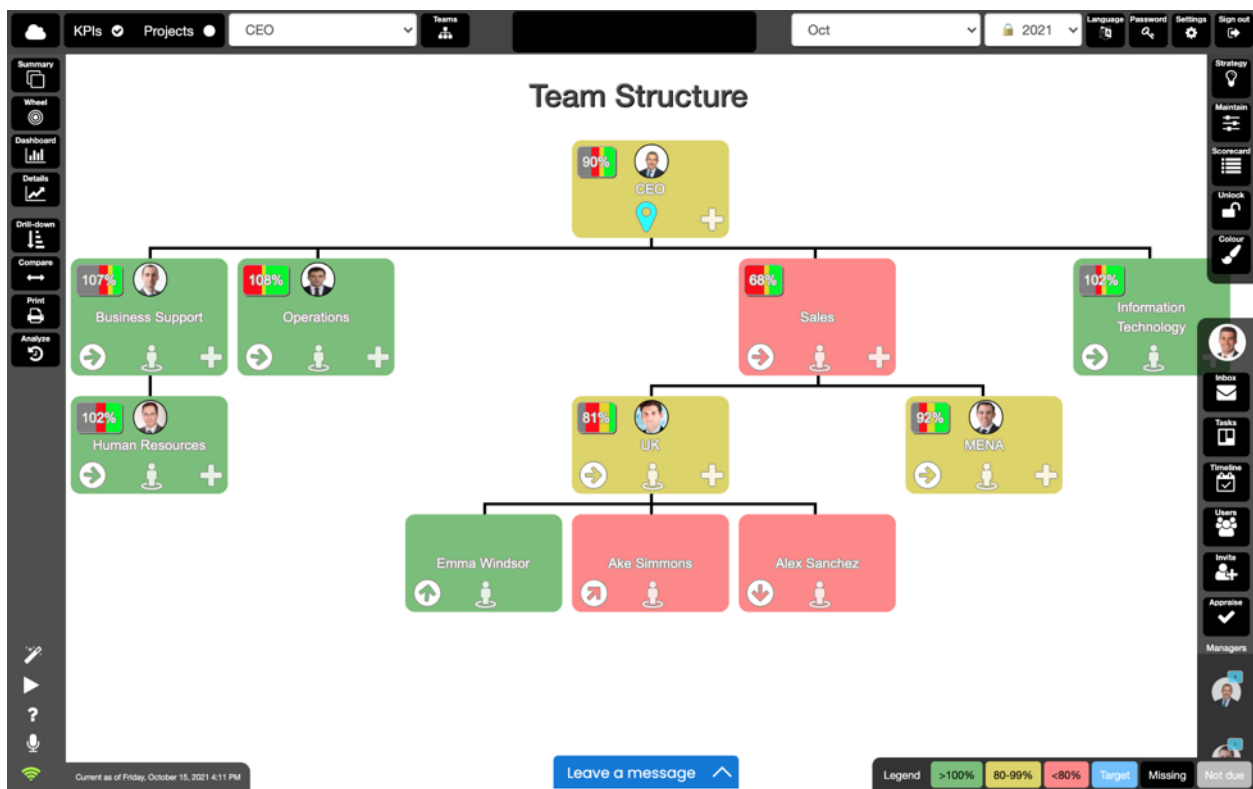 KPIs Projects CEO Teams Oct 2021 Language Password Settings Sign out
Summary
Wheel
Dashboard
Details
Drill-down
Compare
Print
Analyze
Team Structure
90%
CEO
107%
Business Support
108%
Operations
68%
Sales
102%
Information
Technology
102%
Human Resources
81%
UK
92%
MENA
Emma Windsor
Ake Simmons
Alex Sanchez
Strategy
Maintain
Scorecard
Unlock
Colour
Inbox
Tasks
Timeline
Users
Invite
Appraise
Managers
?
Current as of Friday, October 15, 2021 4:11 PM
Leave a message
Legend >100% 80-99% <80% Target Missing Not due